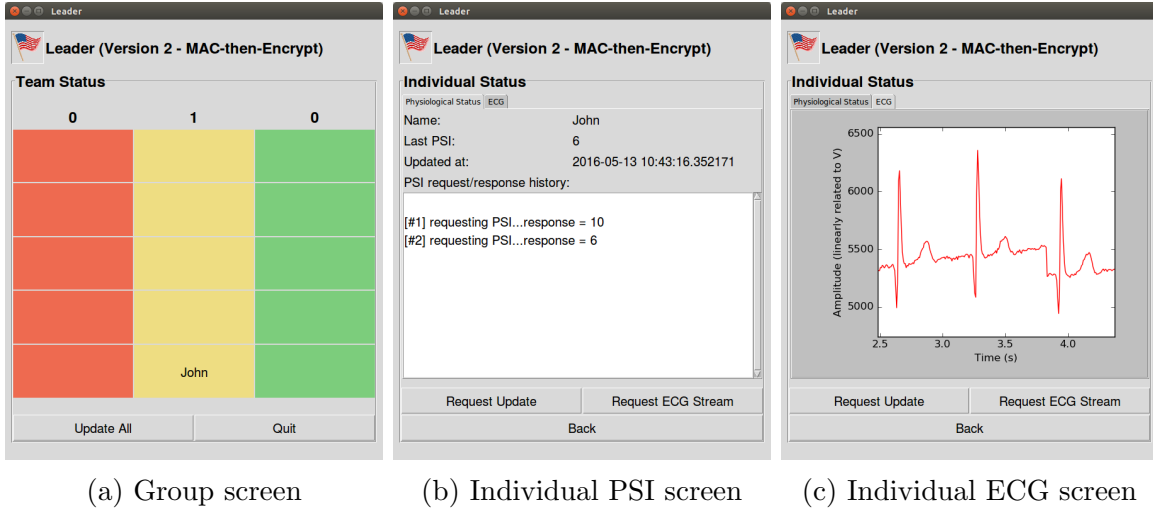 Leader
Leader (Version 2 - MAC-then-Encrypt)
Team Status
0 1 0
John
Update All Quit
(a) Group screen
Leader
Leader (Version 2 - MAC-then-Encrypt)
Individual Status
Physiological Status ECG
Name: John
Last PSI: 6
Updated at: 2016-05-13 10:43:16.352171
PSI request/response history:
[#1] requesting PSI...response = 10
[#2] requesting PSI...response = 6
Request Update Request ECG Stream
Back
(b) Individual PSI screen
Leader
Leader (Version 2 - MAC-then-Encrypt)
Individual Status
Physiological Status ECG
Amplitude (linearly related to V)
6500
6000
5500
5000
2.5 3.0 3.5 4.0
Time (s)
Request Update Request ECG Stream
Back
(c) Individual ECG screen